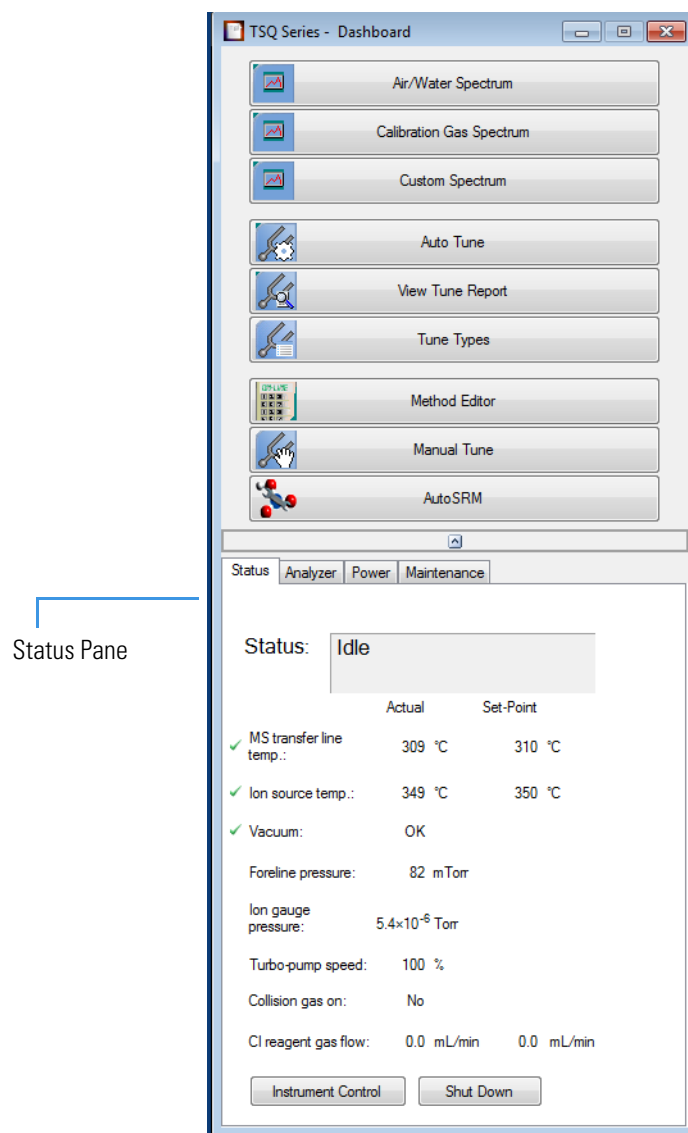 TSQ Series - Dashboard
Air/Water Spectrum
Calibration Gas Spectrum
Custom Spectrum
Auto Tune
View Tune Report
Tune Types
Method Editor
Manual Tune
AutoSRM
Status Analyzer Power Maintenance
Status Pane
Status: Idle
Actual Set-Point
MS transfer line
temp.: 309 °C 310 °C
Ion source temp.: 349 °C 350 °C
Vacuum: OK
Foreline pressure: 82 mTorr
Ion gauge
pressure: 5.4×10⁻⁶ Torr
Turbo-pump speed: 100 %
Collision gas on: No
CI reagent gas flow: 0.0 mL/min 0.0 mL/min
Instrument Control Shut Down